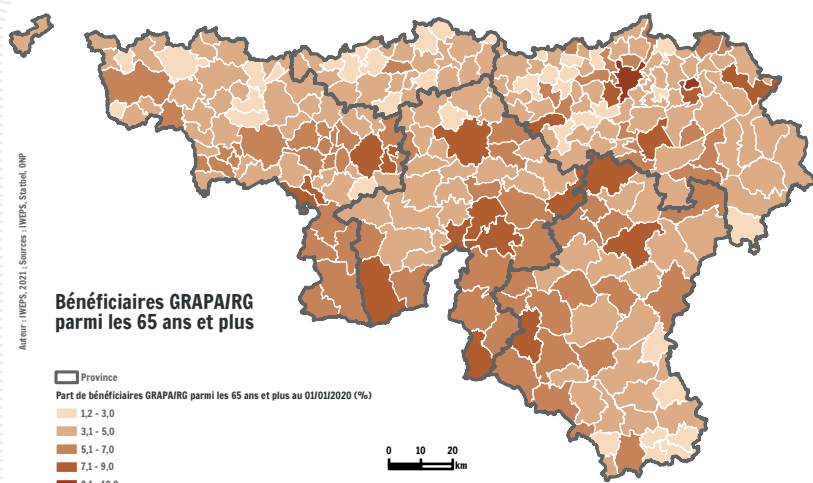 Auteur : IWEPS, 2021 ; Sources : IWEPS, Statbel, ONP
Bénéficiaires GRAPA/RG
parmi les 65 ans et plus
Province
Part de bénéficiaires GRAPA/RG parmi les 65 ans et plus au 01/01/2020 (%)
1,2 - 3,0
3,1 - 5,0
5,1 - 7,0
7,1 - 9,0
0 10 20
km